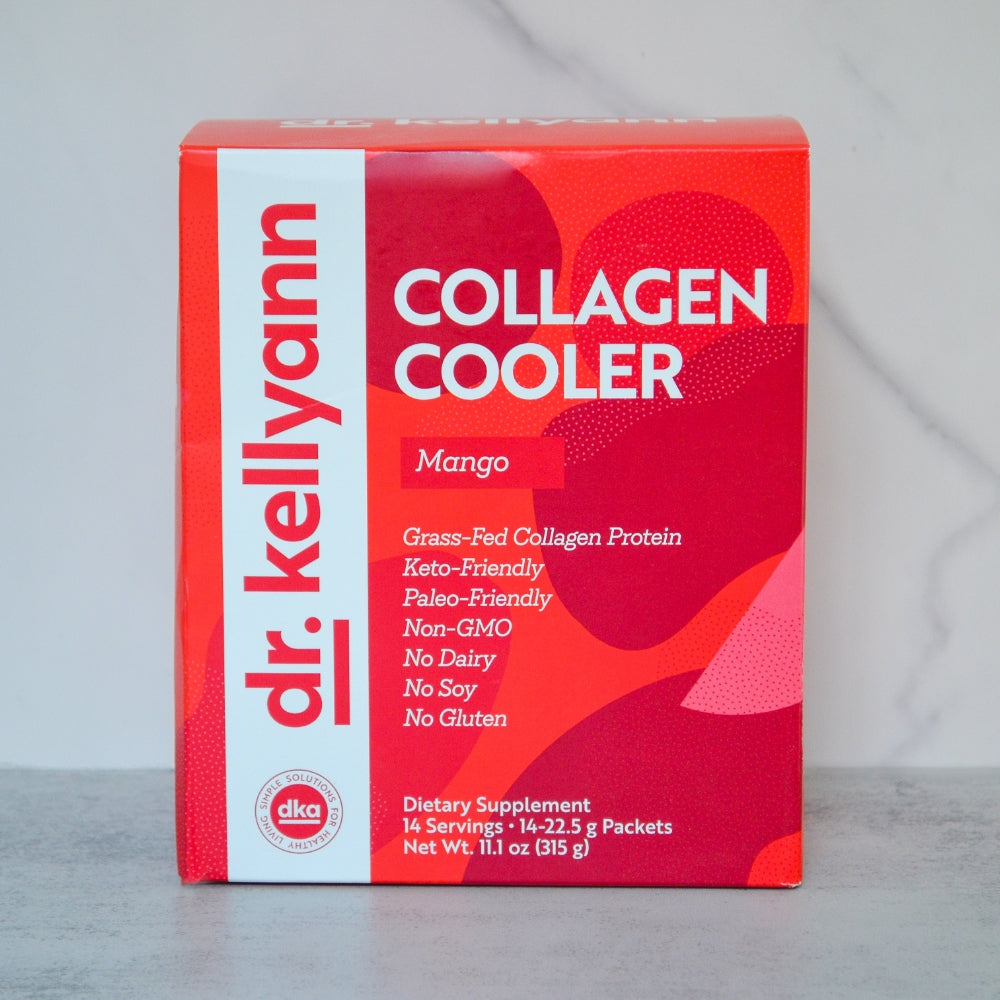 dr. kellyann
dr. kellyann
COLLAGEN
COOLER
Mango
Grass-Fed Collagen Protein
Keto-Friendly
Paleo-Friendly
Non-GMO
No Dairy
No Soy
No Gluten
SIMPLE SOLUTIONS FOR HEALTHY LIVING
dka
Dietary Supplement
14 Servings • 14-22.5 g Packets
Net Wt. 11.1 oz (315 g)